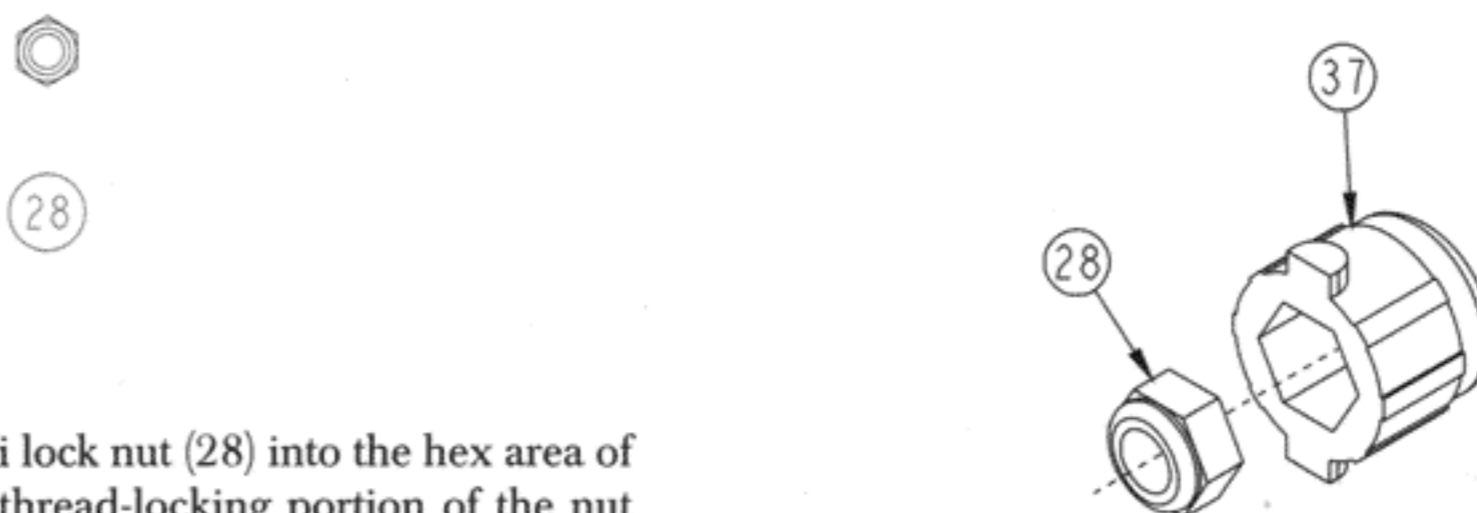 37
28
28
i lock nut (28) into the hex area of
thread-locking portion of the nut